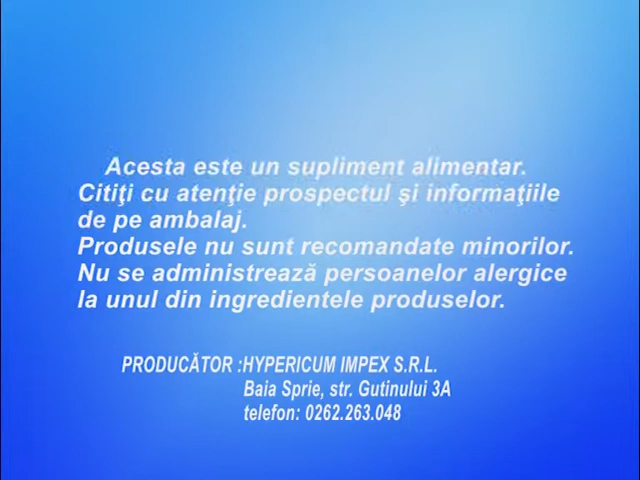 Acesta este un supliment alimentar.
Citiţi cu atenţie prospectul şi informaţiile
de pe ambalaj.
Produsele nu sunt recomandate minorilor.
Nu se administrează persoanelor alergice
la unul din ingredientele produselor.
PRODUCĂTOR :HYPERICUM IMPEX S.R.L.
Baia Sprie, str. Gutinului 3A
telefon: 0262.263.048